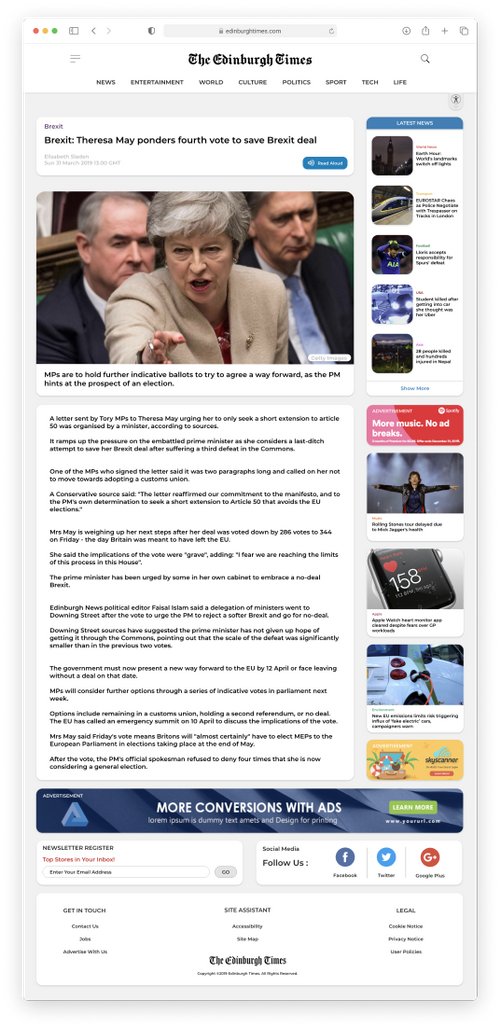 edinburghtimes.com
The Edinburgh Times
NEWS ENTERTAINMENT WORLD CULTURE POLITICS SPORT TECH LIFE
Brexit
Brexit: Theresa May ponders fourth vote to save Brexit deal
Elisabeth Sladen
Sun 31 March 2019 13.00 GMT
Read Aloud
Getty Images
MPs are to hold further indicative ballots to try to agree a way forward, as the PM
hints at the prospect of an election.
A letter sent by Tory MPs to Theresa May urging her to only seek a short extension to article
50 was organised by a minister, according to sources.
It ramps up the pressure on the embattled prime minister as she considers a last-ditch
attempt to save her Brexit deal after suffering a third defeat in the Commons.
One of the MPs who signed the letter said it was two paragraphs long and called on her not
to move towards adopting a customs union.
A Conservative source said: "The letter reaffirmed our commitment to the manifesto, and to
the PM's own determination to seek a short extension to Article 50 that avoids the EU
elections."
Mrs May is weighing up her next steps after her deal was voted down by 286 votes to 344
on Friday - the day Britain was meant to have left the EU.
She said the implications of the vote were "grave", adding: "I fear we are reaching the limits
of this process in this House".
The prime minister has been urged by some in her own cabinet to embrace a no-deal
Brexit.
Edinburgh News political editor Faisal Islam said a delegation of ministers went to
Downing Street after the vote to urge the PM to reject a softer Brexit and go for no-deal.
Downing Street sources have suggested the prime minister has not given up hope of
getting it through the Commons, pointing out that the scale of the defeat was significantly
smaller than in the previous two votes.
The government must now present a new way forward to the EU by 12 April or face leaving
without a deal on that date.
MPs will consider further options through a series of indicative votes in parliament next
week.
Options include remaining in a customs union, holding a second referendum, or no deal.
The EU has called an emergency summit on 10 April to discuss the implications of the vote.
Mrs May said Friday's vote means Britons will "almost certainly" have to elect MEPs to the
European Parliament in elections taking place at the end of May.
After the vote, the PM's official spokesman refused to deny four times that she is now
considering a general election.
LATEST NEWS
Earth Hour:
World's landmarks
switch off lights
EUROSTAR Chaos
as Police Negotiate
with Trespasser on
Tracks in London
Football
Lloris accepts
responsibility for
Spurs' defeat
USA
Student killed after
getting into car
she thought was
her Uber
Asia
28 people killed
and hundreds
injured in Nepal
Show More
ADVERTISEMENT
Spotify
More music. No ad
breaks.
Music
Rolling Stones tour delayed due
to Mick Jagger's health
158
Apple
Apple Watch heart monitor app
cleared despite fears over GP
workloads
Environment
New EU emissions limits risk triggering
influx of 'fake electric' cars,
campaigners warn
ADVERTISEMENT
skyscanner
ADVERTISEMENT
MORE CONVERSIONS WITH ADS
lorem ipsum is dummy text amets and Design for printing
LEARN MORE
www.yoururl.com
NEWSLETTER REGISTER
Top Stores in Your Inbox!
Enter Your Email Address
GO
Social Media
Follow Us :
Facebook
Twitter
Google Plus
GET IN TOUCH
Contact Us
Jobs
Advertise With Us
SITE ASSISTANT
Accessibility
Site Map
LEGAL
Cookie Notice
Privacy Notice
User Policies
The Edinburgh Times
Copyright ©2019 Edinburgh Times. All Rights Reserved.